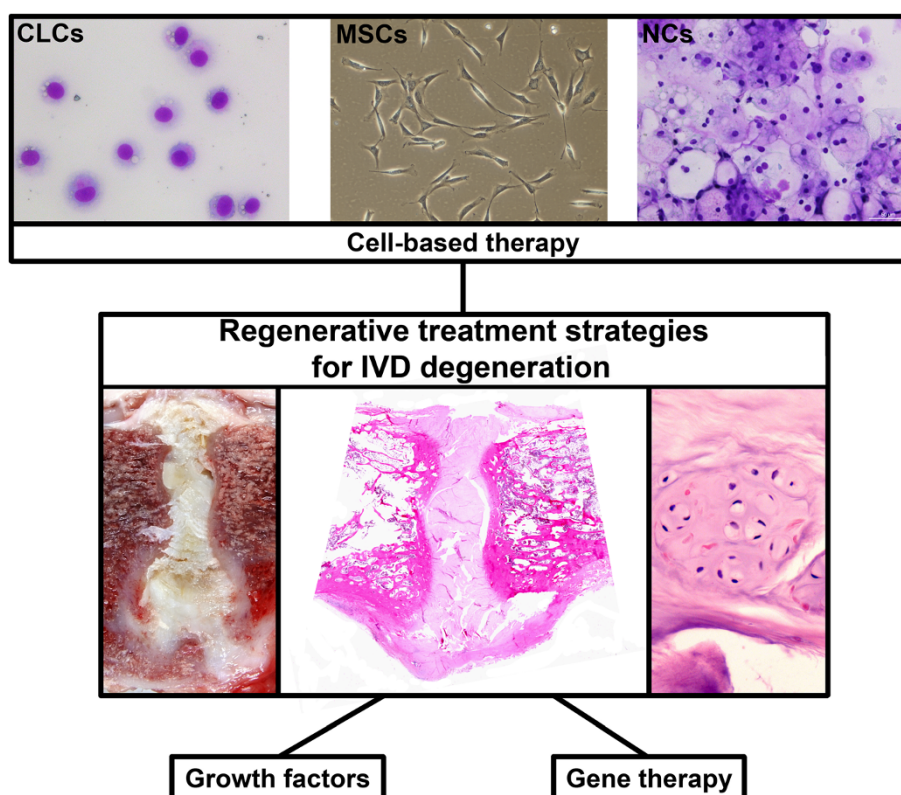 CLCs
MSCs
NCs
Cell-based therapy
Regenerative treatment strategies
for IVD degeneration
Growth factors
Gene therapy